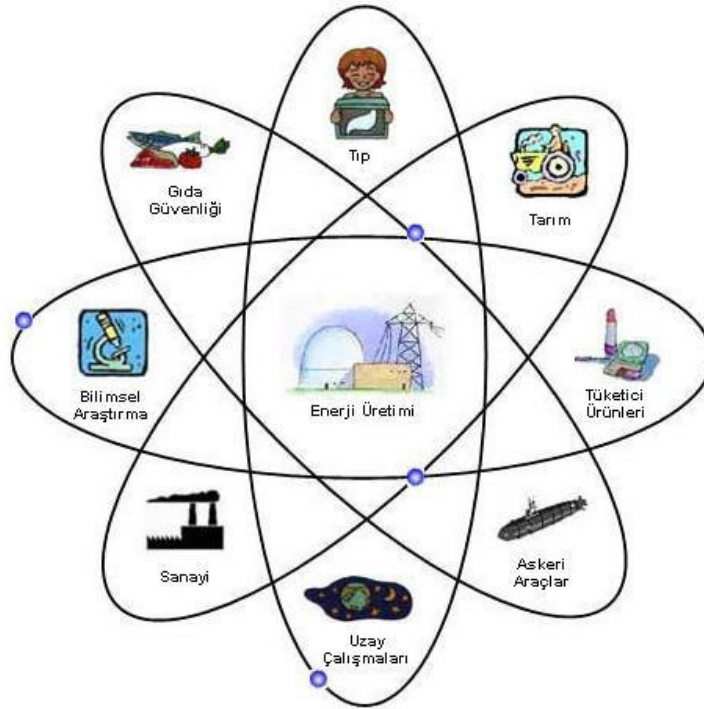 Tıp
Gıda
Güvenliği
Tarım
Bilimsel
Araştırma
Enerji Üretimi
Tüketici
Ürünleri
Sanayi
Askeri
Araçlar
Uzay
Çalışmaları